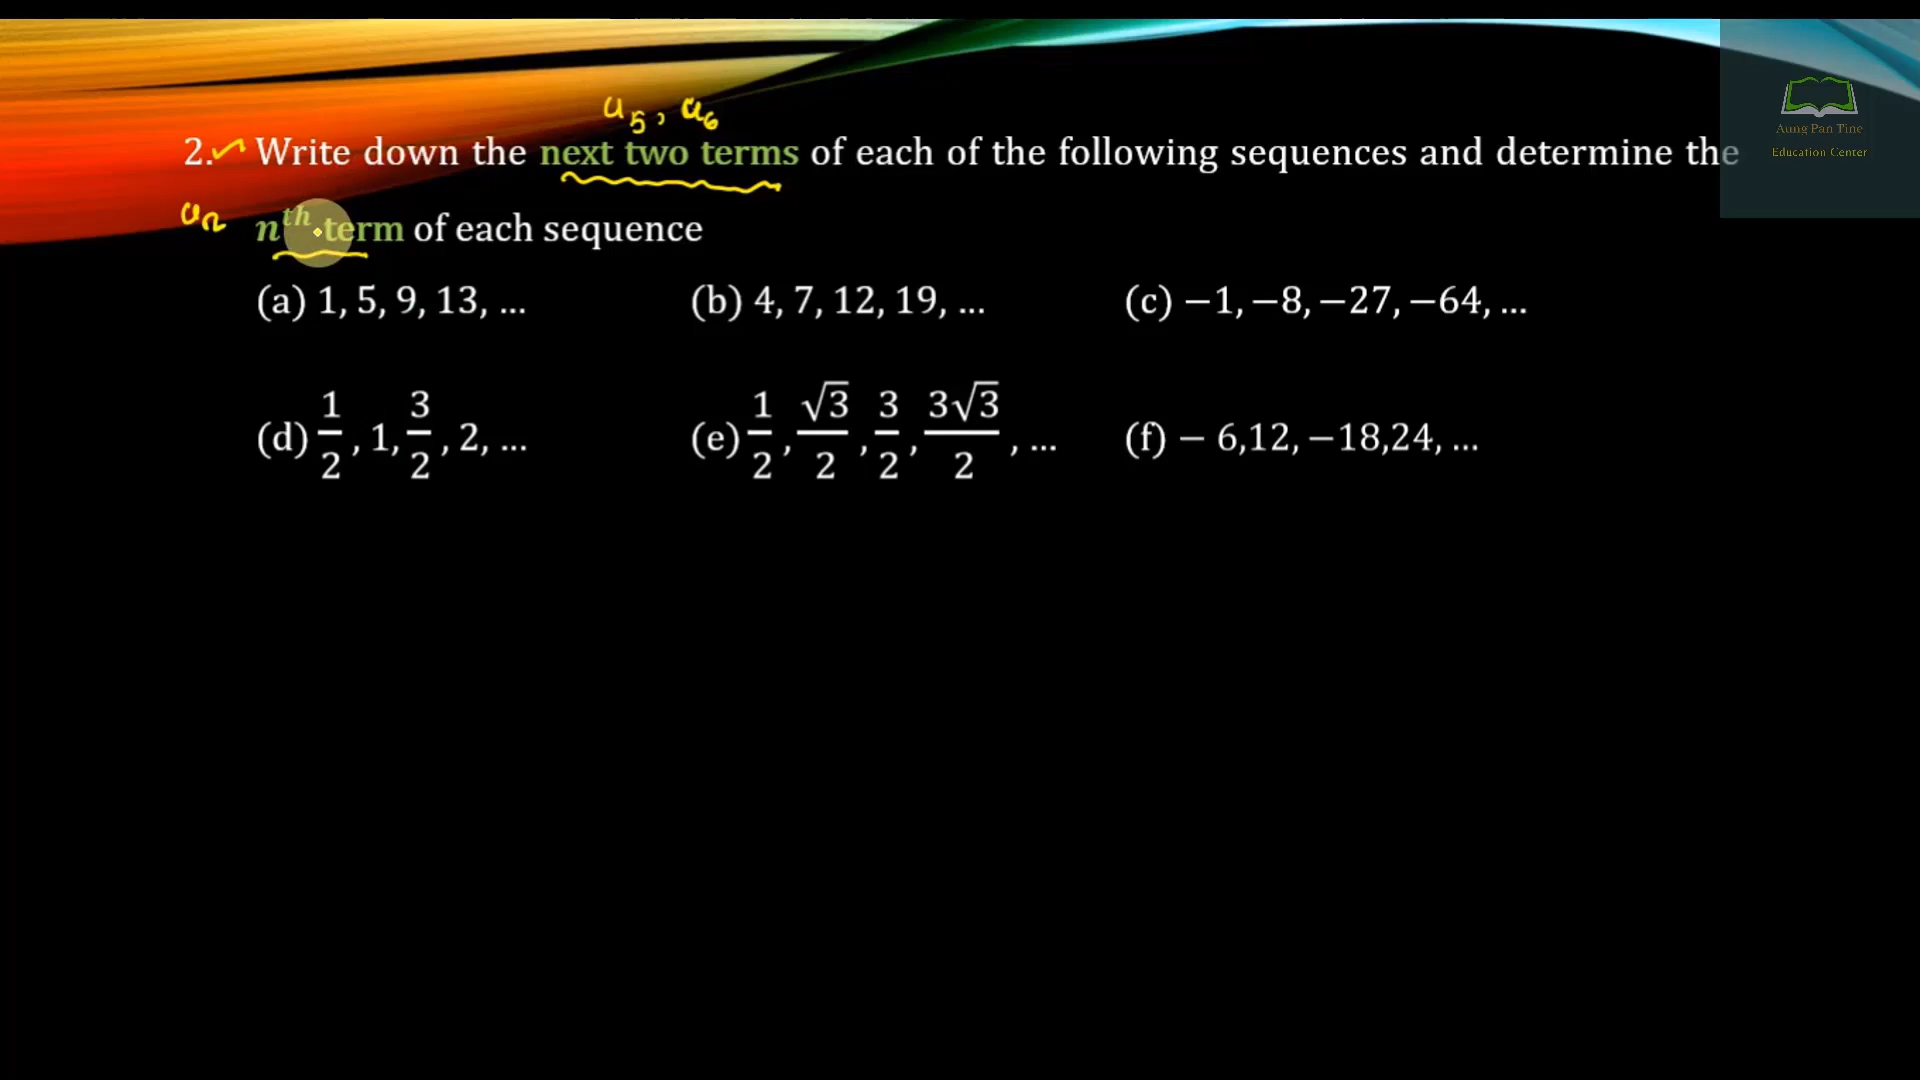 u₅, u₆
2. Write down the next two terms of each of the following sequences and determine the
uₙ nᵗʰ term of each sequence
(a) 1, 5, 9, 13, ... (b) 4, 7, 12, 19, ... (c) −1, −8, −27, −64, ...
(d) 1/2, 1, 3/2, 2, ... (e) 1/2, √3/2, 3/2, 3√3/2, ... (f) − 6,12, −18,24, ...
Aung Pan Tine
Education Center